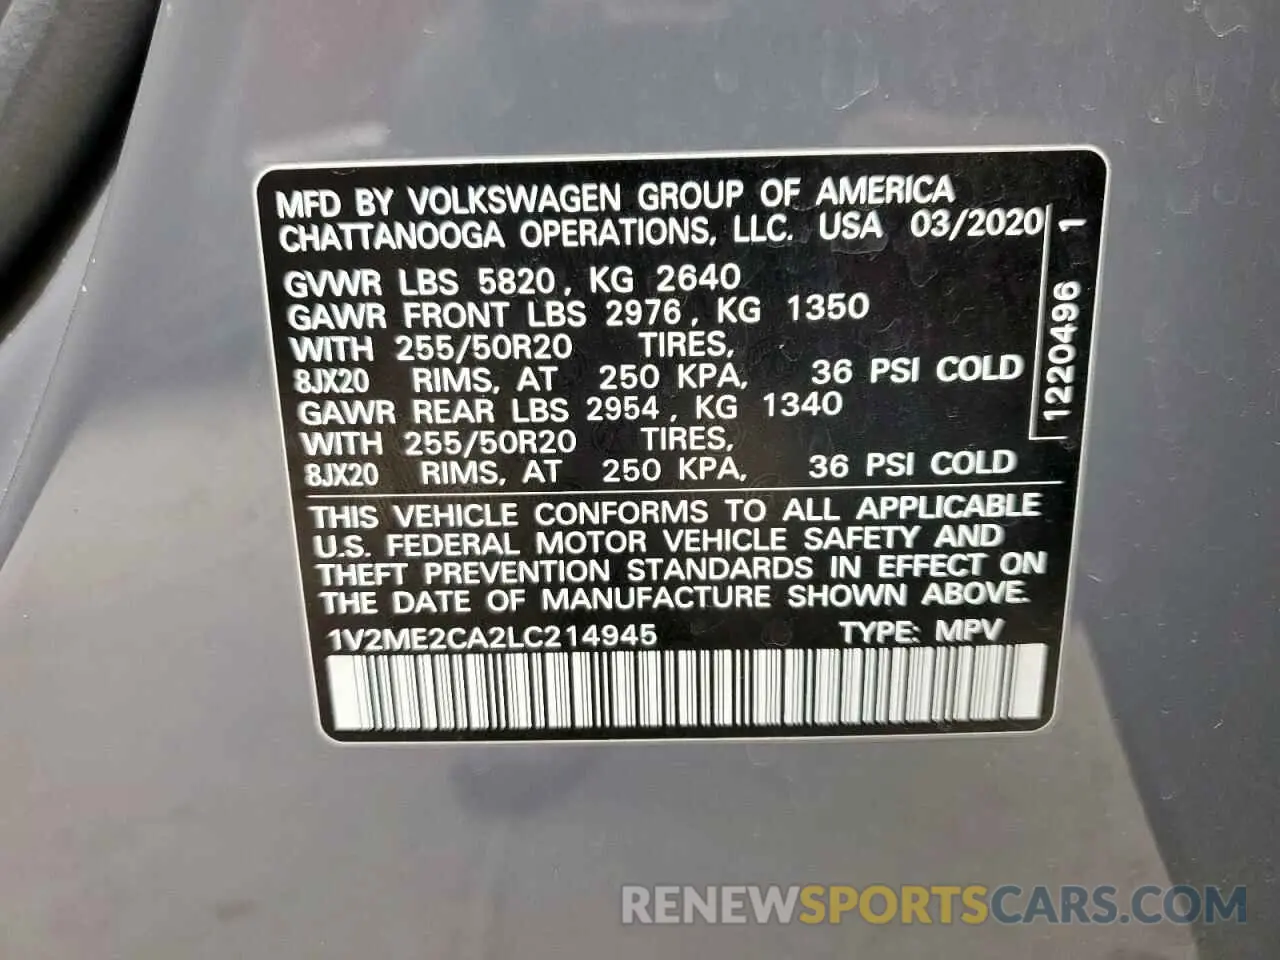 MFD BY VOLKSWAGEN GROUP OF AMERICA
CHATTANOOGA OPERATIONS, LLC. USA 03/2020
GVWR LBS 5820, KG 2640
GAWR FRONT LBS 2976, KG 1350
WITH 255/50R20 TIRES,
8JX20 RIMS, AT 250 KPA, 36 PSI COLD
GAWR REAR LBS 2954, KG 1340
WITH 255/50R20 TIRES,
8JX20 RIMS, AT 250 KPA, 36 PSI COLD
1220496 1
THIS VEHICLE CONFORMS TO ALL APPLICABLE
U.S. FEDERAL MOTOR VEHICLE SAFETY AND
THEFT PREVENTION STANDARDS IN EFFECT ON
THE DATE OF MANUFACTURE SHOWN ABOVE.
1V2ME2CA2LC214945 TYPE: MPV
RENEWSPORTSCARS.COM